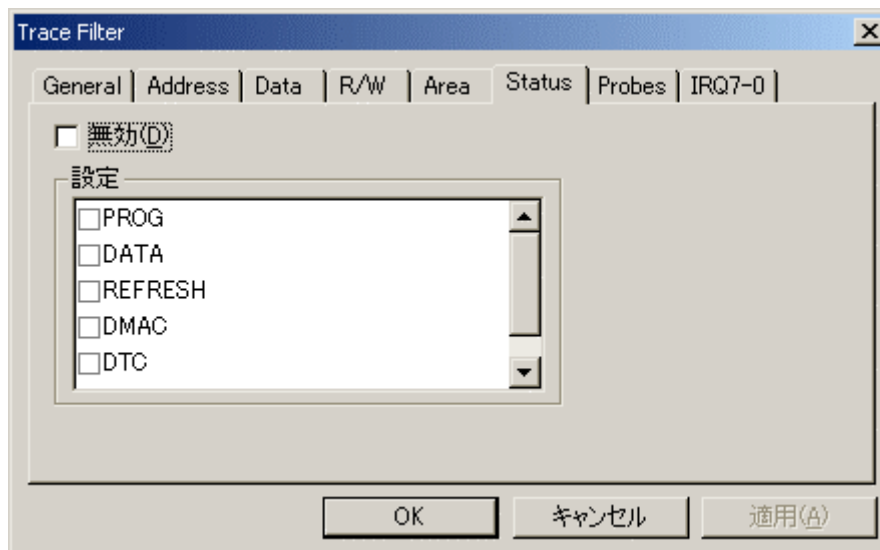 Trace Filter
General Address Data R/W Area Status Probes IRQ7-0
無効(D)
設定
PROG
DATA
REFRESH
DMAC
DTC
OK キャンセル 適用(A)